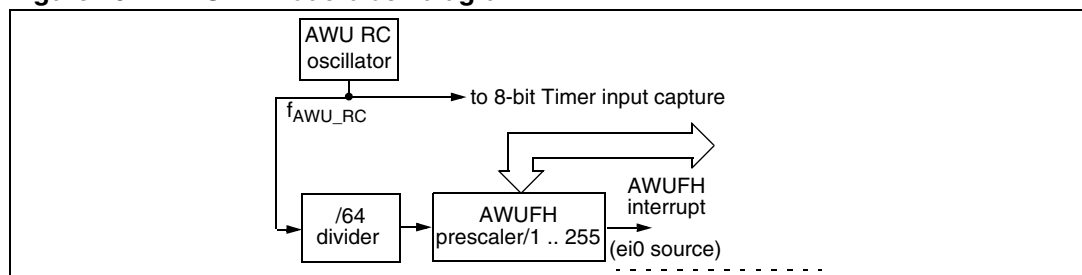 AWU RC
oscillator
to 8-bit Timer input capture
fAWU_RC
AWUFH
interrupt
/64
divider
AWUFH
prescaler/1 .. 255
(ei0 source)